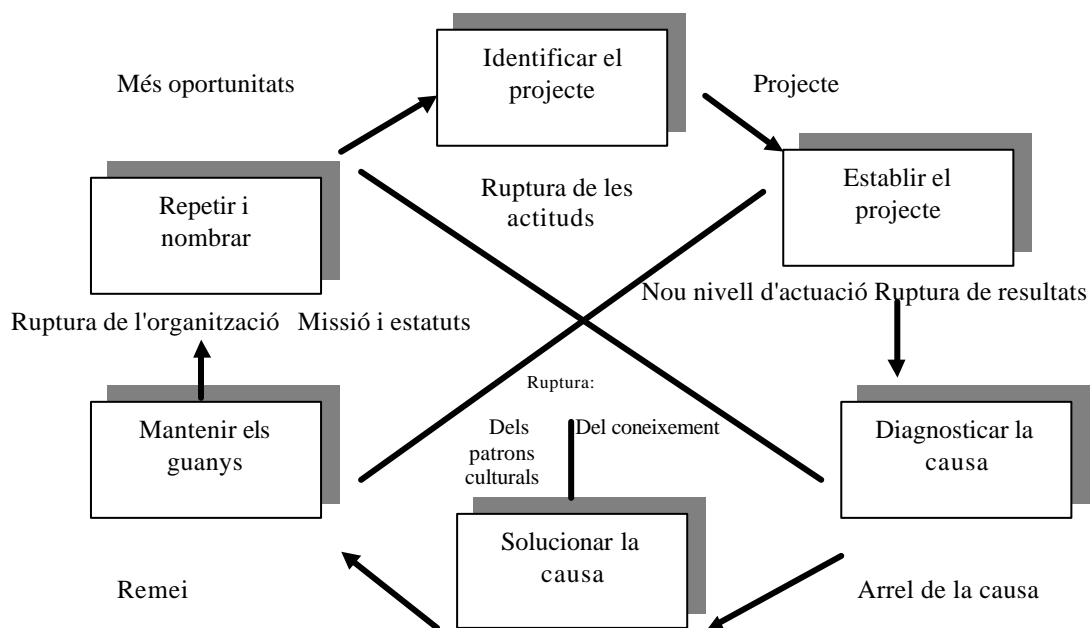 Identificar el
projecte
Més oportunitats
Projecte
Repetir i
nombrar
Ruptura de les
actituds
Establir el
projecte
Nou nivell d'actuació Ruptura de resultats
Ruptura de l'organització Missió i estatuts
Ruptura:
Mantenir els
guanys
Dels
patrons
culturals
Del coneixement
Diagnosticar la
causa
Solucionar la
causa
Remei
Arrel de la causa